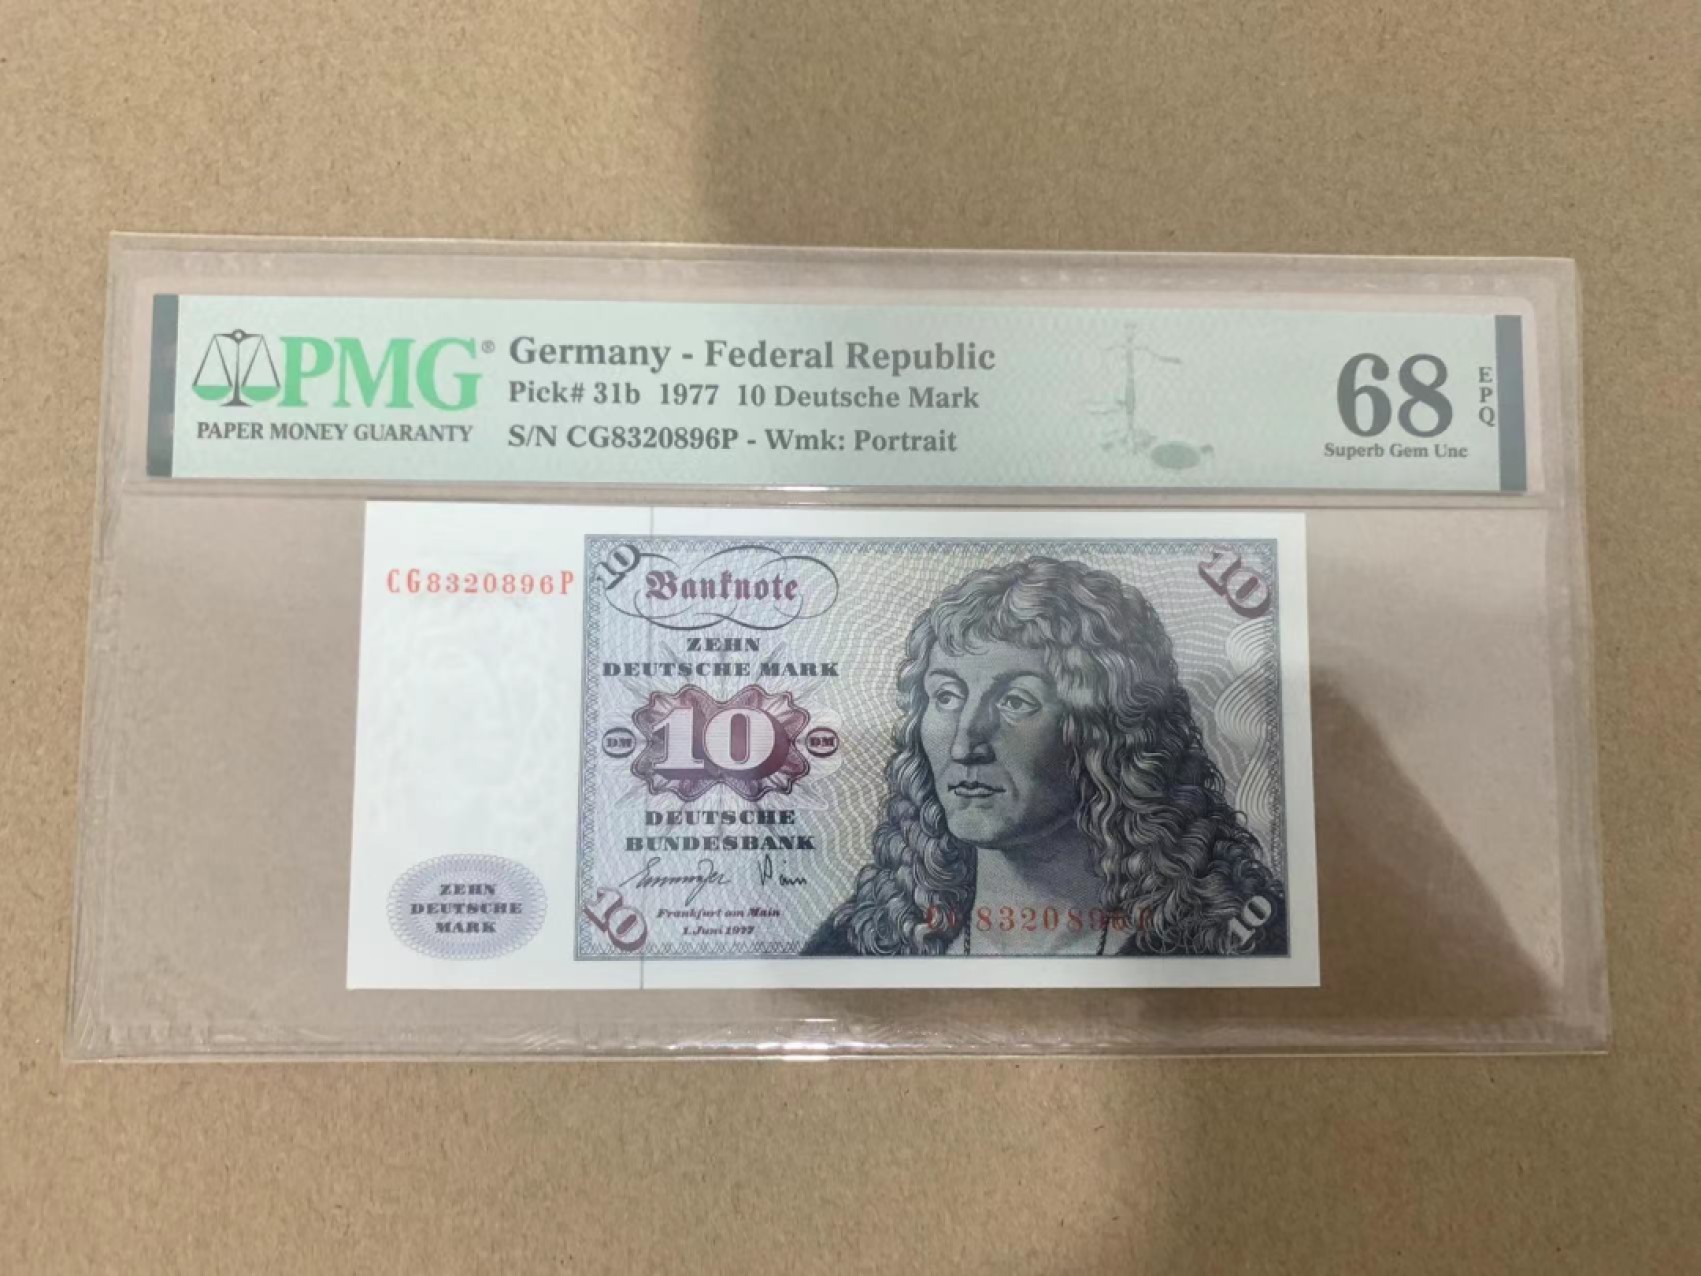 PMG®
PAPER MONEY GUARANTY
Germany - Federal Republic
Pick# 31b 1977 10 Deutsche Mark
S/N CG8320896P - Wmk: Portrait
68
EPQ
Superb Gem Unc
CG8320896P
10
Banknote
10
ZEHN
DEUTSCHE MARK
DM 10 DM
DEUTSCHE
BUNDESBANK
ZEHN
DEUTSCHE
MARK
10
Frankfurt am Main
1. Juni 1977
CG8320896P
10